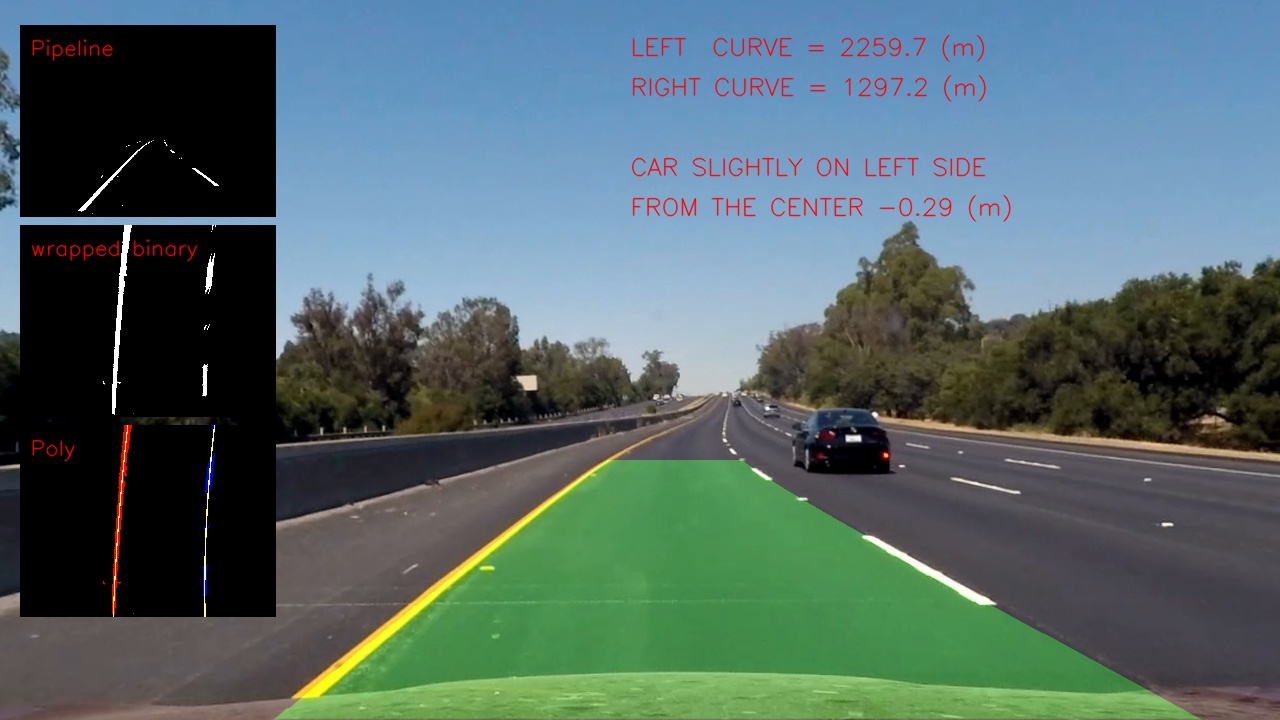 Pipeline
wrapped binary
Poly
LEFT CURVE = 2259.7 (m)
RIGHT CURVE = 1297.2 (m)
CAR SLIGHTLY ON LEFT SIDE
FROM THE CENTER -0.29 (m)